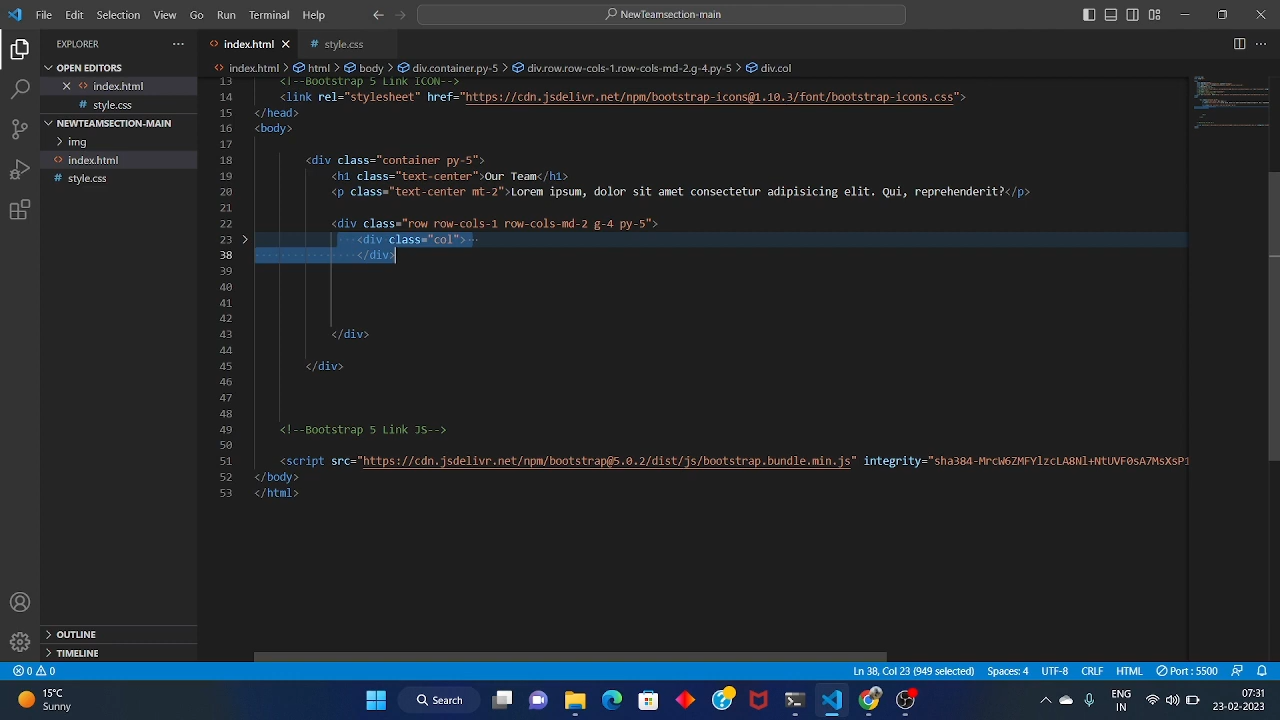 File Edit Selection View Go Run Terminal Help NewTeamsection-main
EXPLORER index.html style.css
index.html > html > body > div.container.py-5 > div.row.row-cols-1.row-cols-md-2.g-4.py-5 > div.col
OPEN EDITORS
index.html
style.css
NEWTEAMSECTION-MAIN
img
index.html
style.css
OUTLINE
TIMELINE
13 <!--Bootstrap 5 Link ICON-->
14 <link rel="stylesheet" href="https://cdn.jsdelivr.net/npm/bootstrap-icons@1.10.3/font/bootstrap-icons.css">
15 </head>
16 <body>
17
18 <div class="container py-5">
19 <h1 class="text-center">Our Team</h1>
20 <p class="text-center mt-2">Lorem ipsum, dolor sit amet consectetur adipisicing elit. Qui, reprehenderit?</p>
21
22 <div class="row row-cols-1 row-cols-md-2 g-4 py-5">
23 <div class="col">
38 </div>
39
40
41
42
43 </div>
44
45 </div>
46
47
48
49 <!--Bootstrap 5 Link JS-->
50
51 <script src="https://cdn.jsdelivr.net/npm/bootstrap@5.0.2/dist/js/bootstrap.bundle.min.js" integrity="sha384-MrcW6ZMFYlzcLA8Nl+NtUVF0sA7MsXsP1
52 </body>
53 </html>
0 0 Ln 38, Col 23 (949 selected) Spaces: 4 UTF-8 CRLF HTML Port : 5500
15°C
Sunny
Search
ENG
IN
07:31
23-02-2023